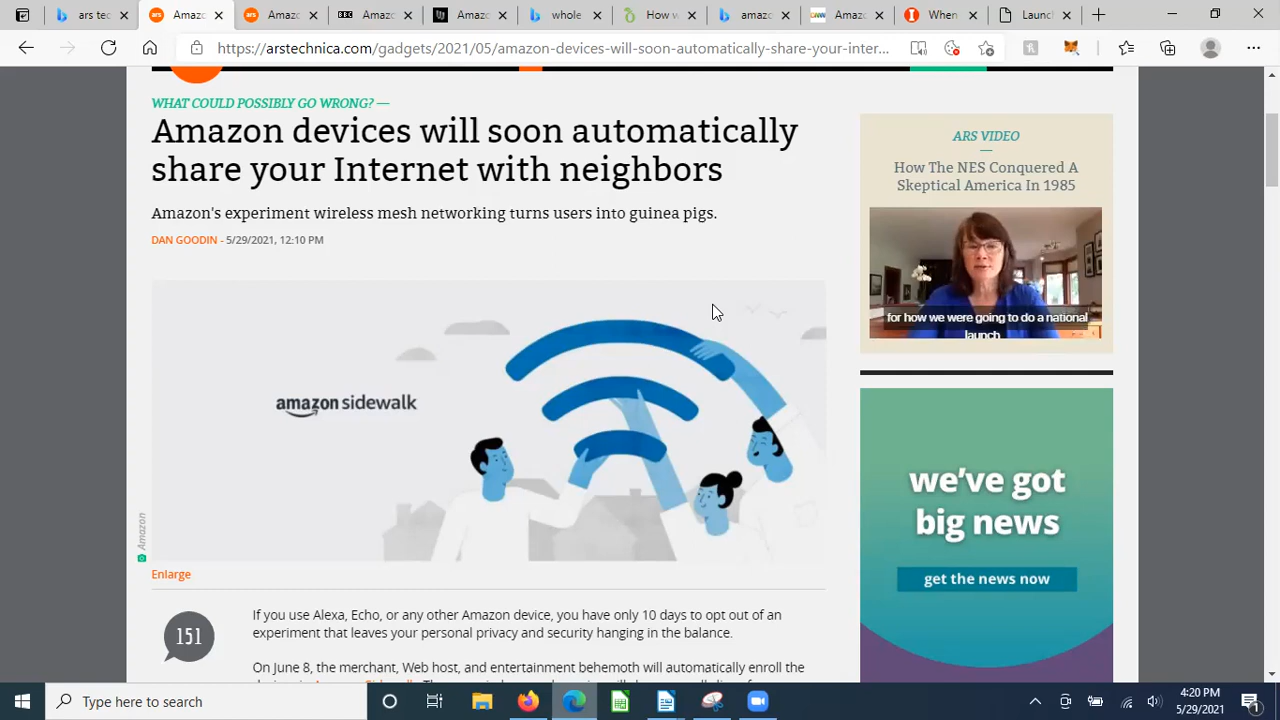 ars tec
Ars
Ars
Amazo
Amazo
whole
How w
amazo
Amazo
When
Launc
https://arstechnica.com/gadgets/2021/05/amazon-devices-will-soon-automatically-share-your-inter...
WHAT COULD POSSIBLY GO WRONG? —
Amazon devices will soon automatically
share your Internet with neighbors
Amazon's experiment wireless mesh networking turns users into guinea pigs.
DAN GOODIN - 5/29/2021, 12:10 PM
amazon sidewalk
Amazon
Enlarge
151
If you use Alexa, Echo, or any other Amazon device, you have only 10 days to opt out of an
experiment that leaves your personal privacy and security hanging in the balance.
On June 8, the merchant, Web host, and entertainment behemoth will automatically enroll the
ARS VIDEO
How The NES Conquered A
Skeptical America In 1985
for how we were going to do a national
launch
we've got
big news
get the news now
Type here to search
4:20 PM
5/29/2021